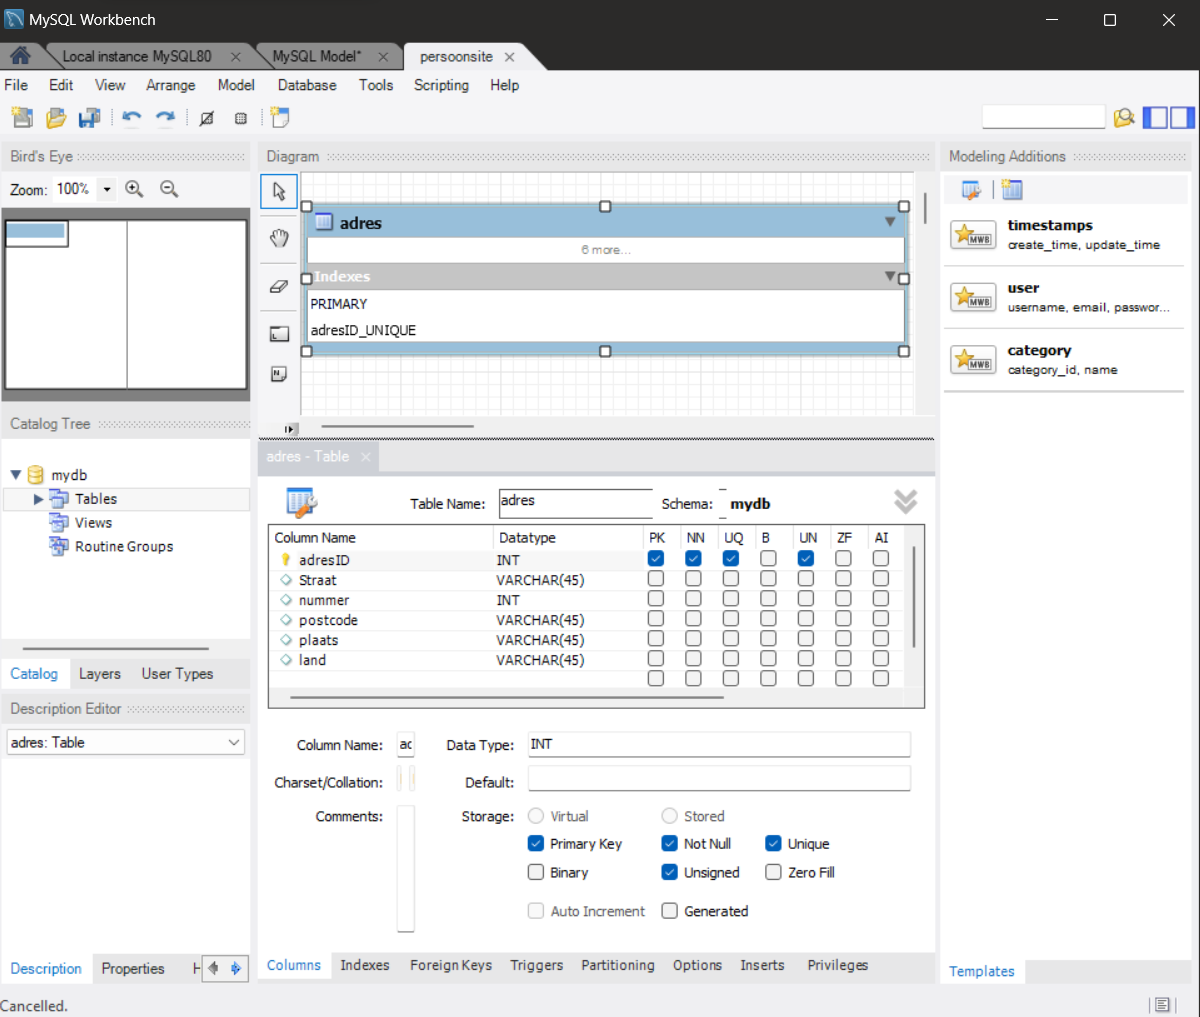 MySQL Workbench
Local instance MySQL80
MySQL Model*
persoonsite
File Edit View Arrange Model Database Tools Scripting Help
Bird's Eye
Zoom: 100%
Diagram
adres
6 more...
Indexes
PRIMARY
adresID_UNIQUE
Modeling Additions
MWB
timestamps
create_time, update_time
MWB
user
username, email, passwor...
MWB
category
category_id, name
Catalog Tree
mydb
Tables
Views
Routine Groups
Catalog Layers User Types
Description Editor
adres: Table
Description Properties H
adres - Table
Table Name: adres Schema: mydb
Column Name Datatype PK NN UQ B UN ZF AI
adresID INT
Straat VARCHAR(45)
nummer INT
postcode VARCHAR(45)
plaats VARCHAR(45)
land VARCHAR(45)
Column Name: ad Data Type: INT
Charset/Collation: Default:
Comments: Storage: Virtual Stored
Primary Key Not Null Unique
Binary Unsigned Zero Fill
Auto Increment Generated
Columns Indexes Foreign Keys Triggers Partitioning Options Inserts Privileges
Templates
Cancelled.